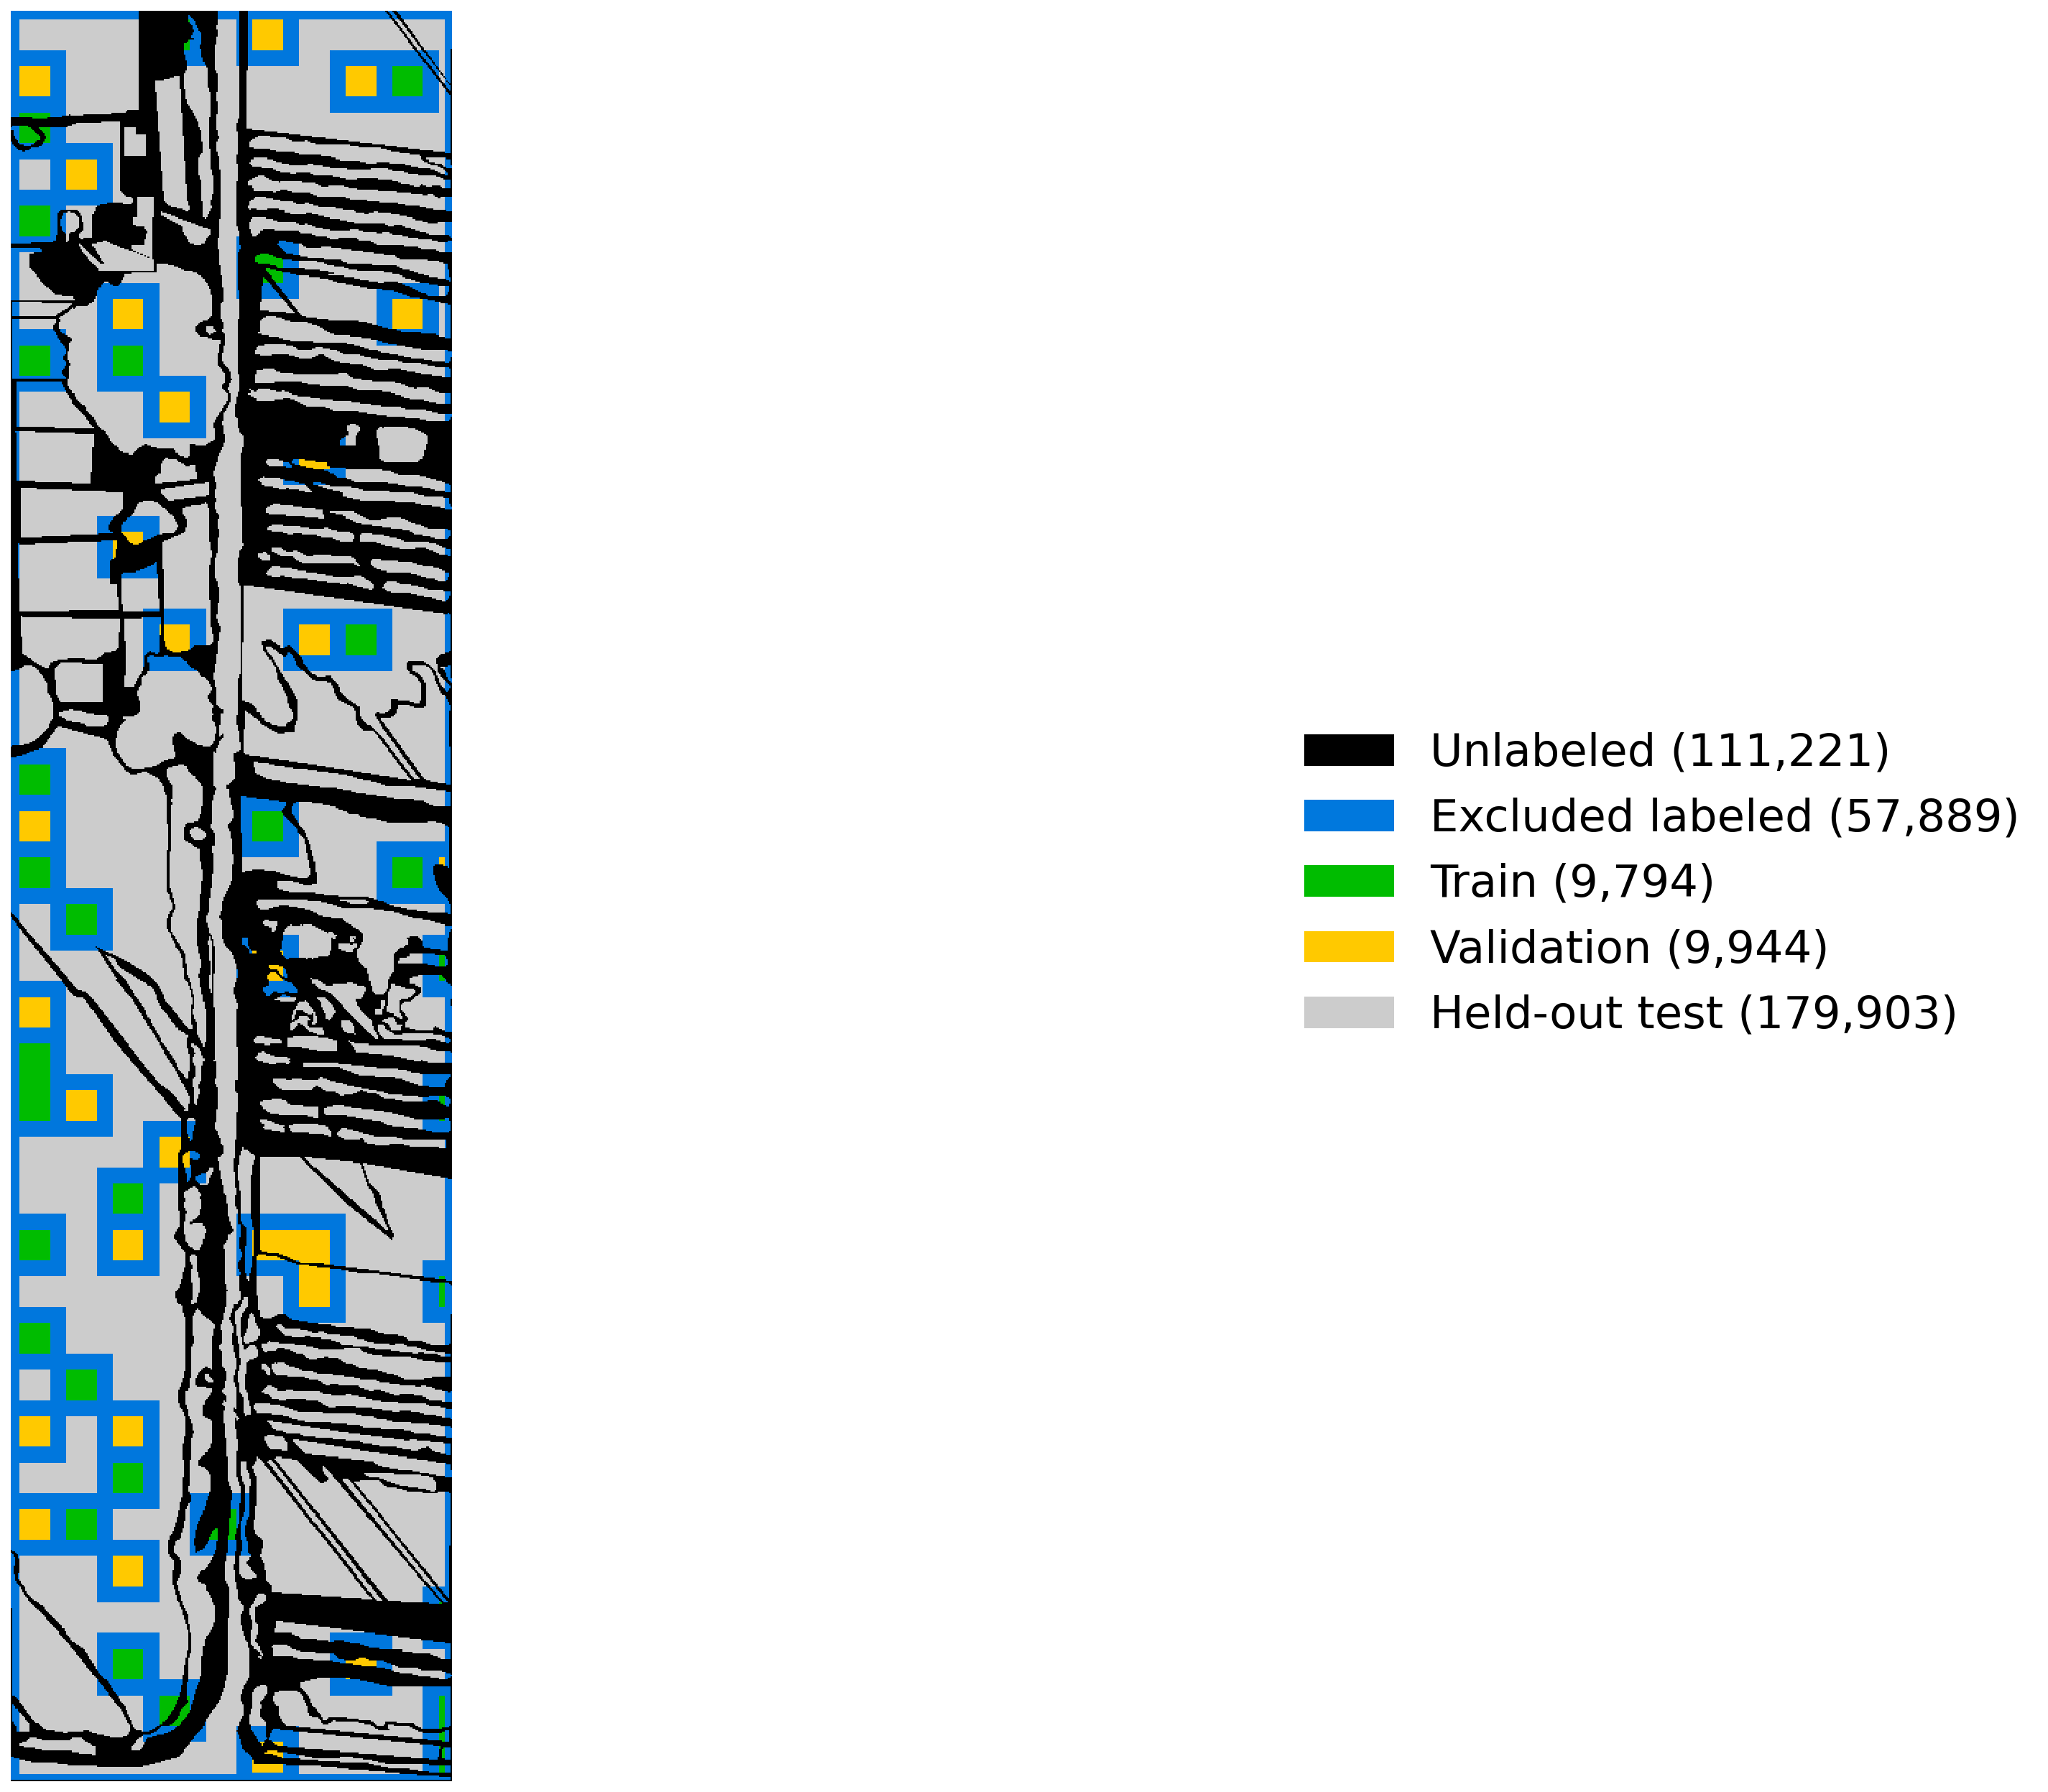 Unlabeled (111,221)
Excluded labeled (57,889)
Train (9,794)
Validation (9,944)
Held-out test (179,903)